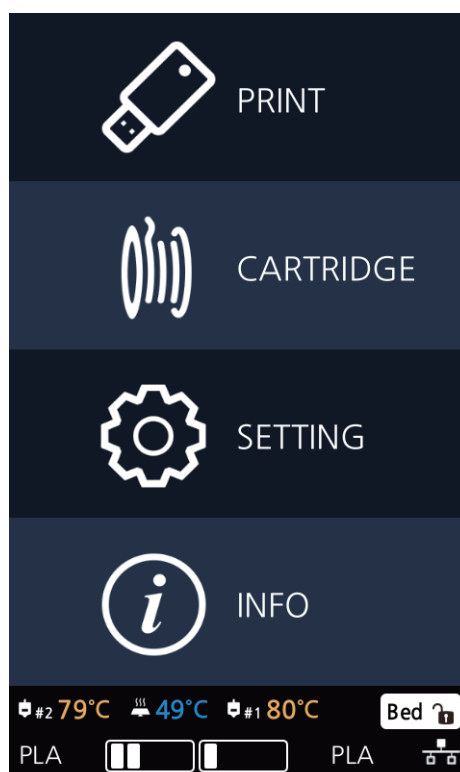 PRINT
CARTRIDGE
SETTING
INFO
#2 79°C 49°C #1 80°C Bed
PLA PLA